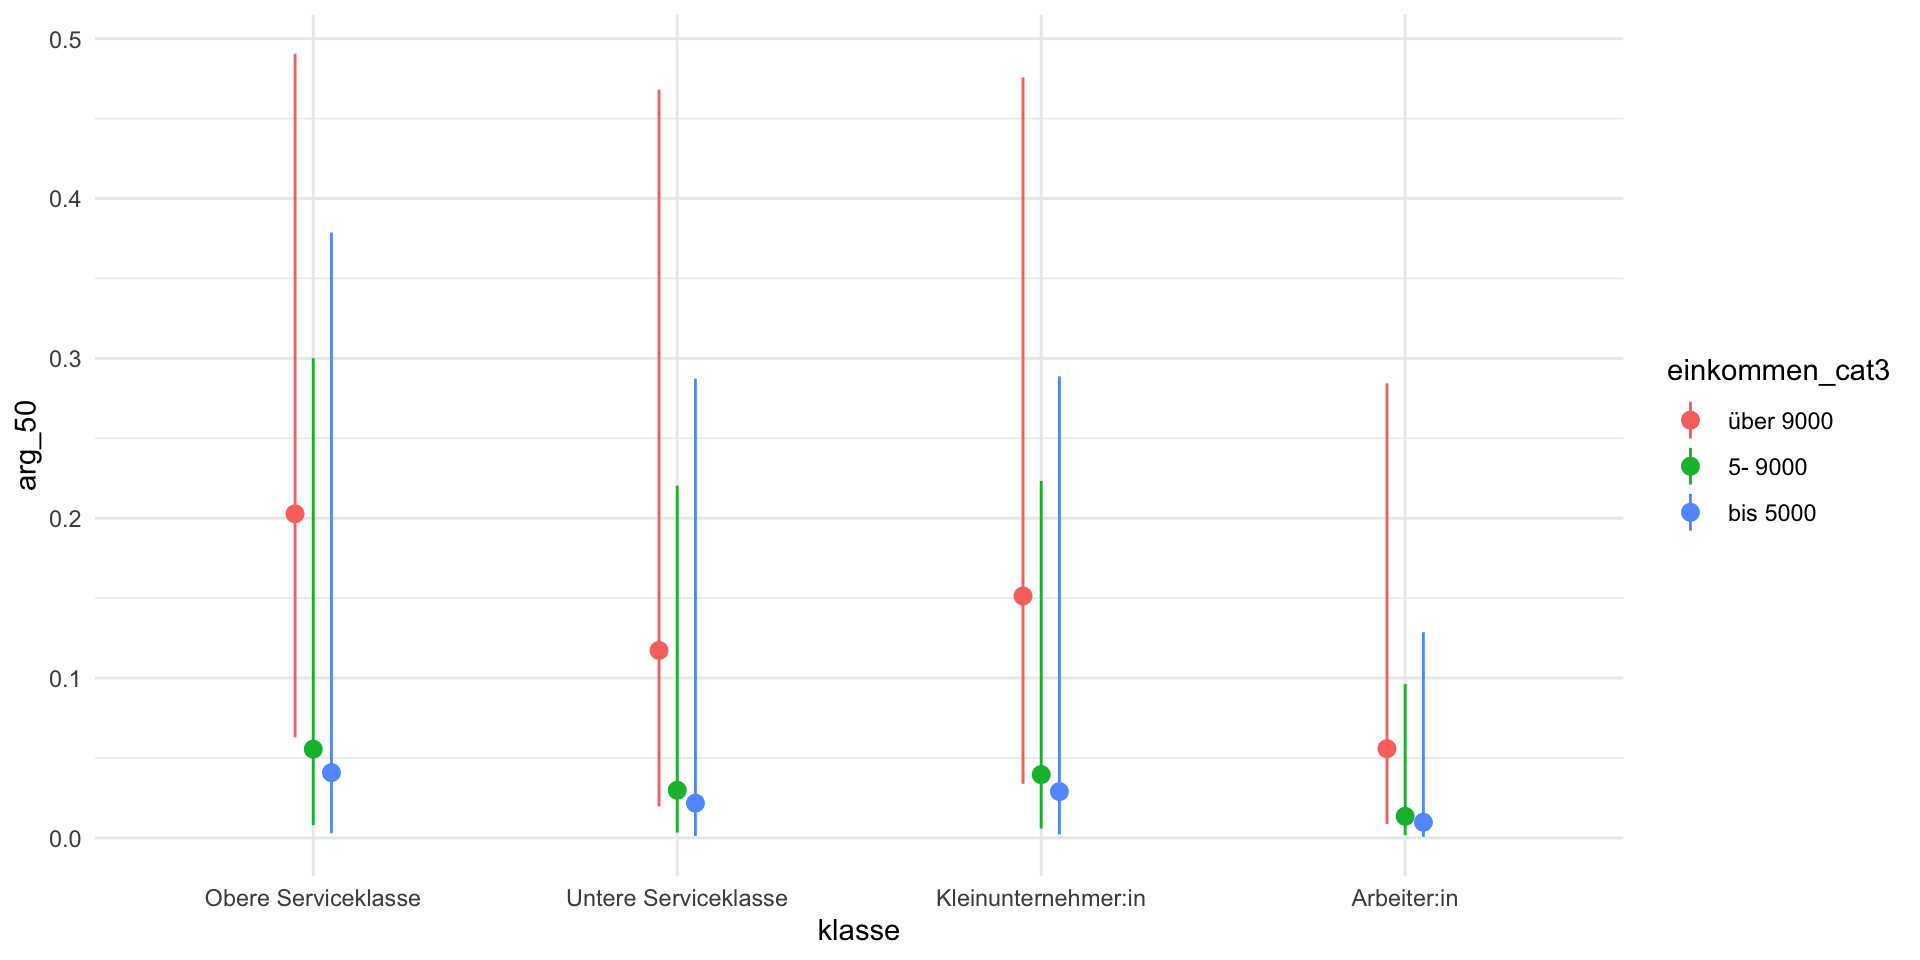 0.5
0.4
0.3
0.2
0.1
0.0
arg_50
Obere Serviceklasse
Untere Serviceklasse
Kleinunternehmer:in
Arbeiter:in
klasse
einkommen_cat3
über 9000
5- 9000
bis 5000